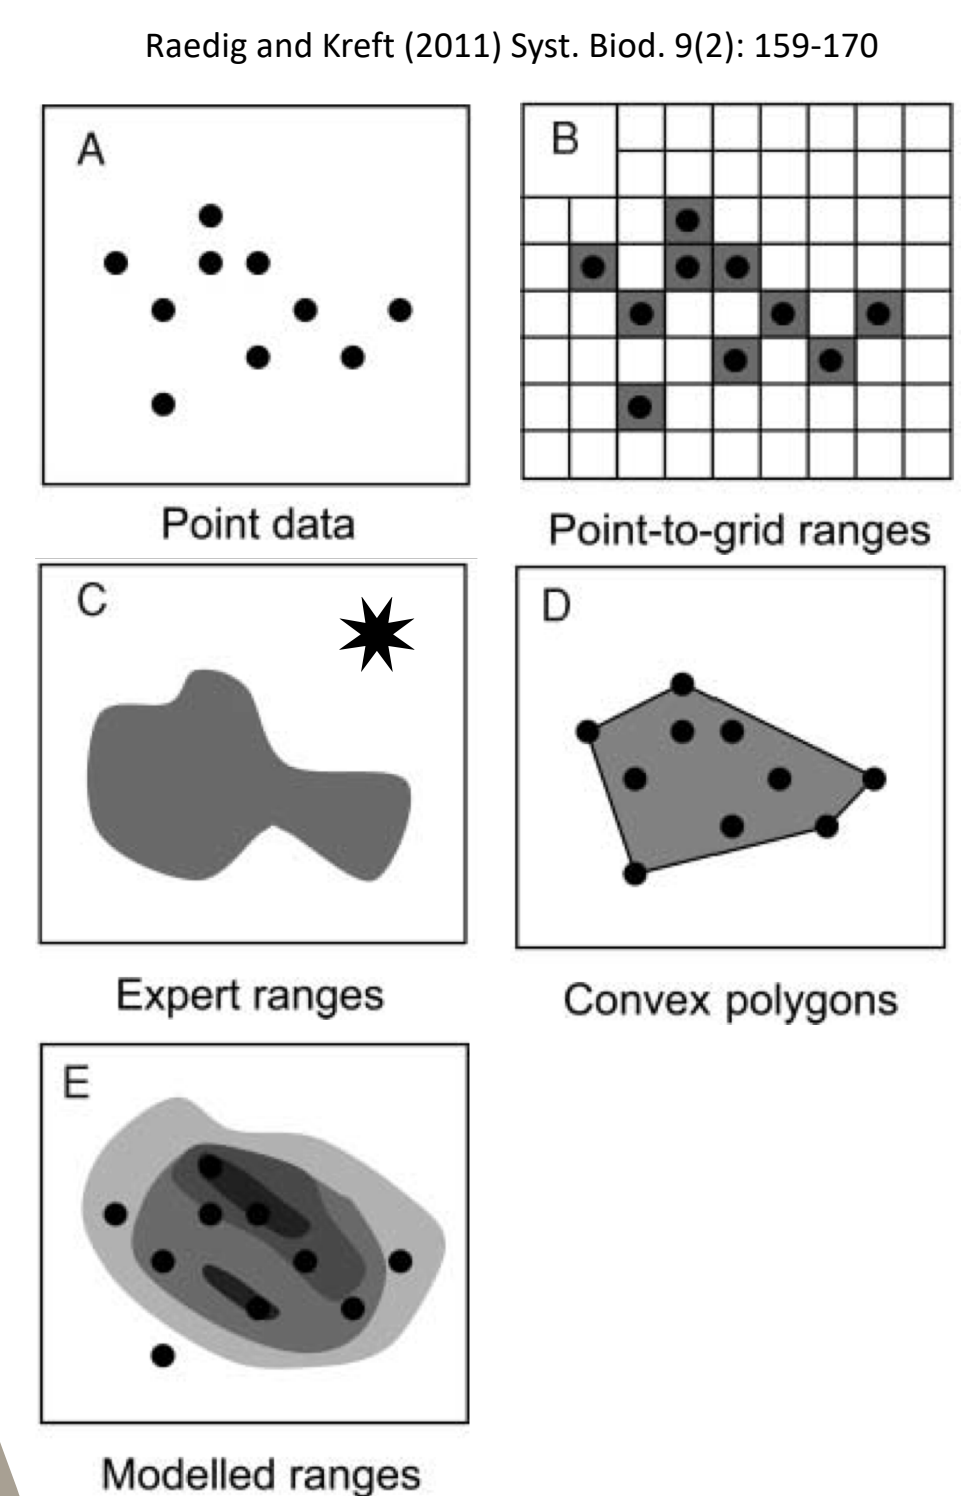 Raedig and Kreft (2011) Syst. Biod. 9(2): 159-170
A
B
Point data
Point-to-grid ranges
C
D
Expert ranges
Convex polygons
E
Modelled ranges